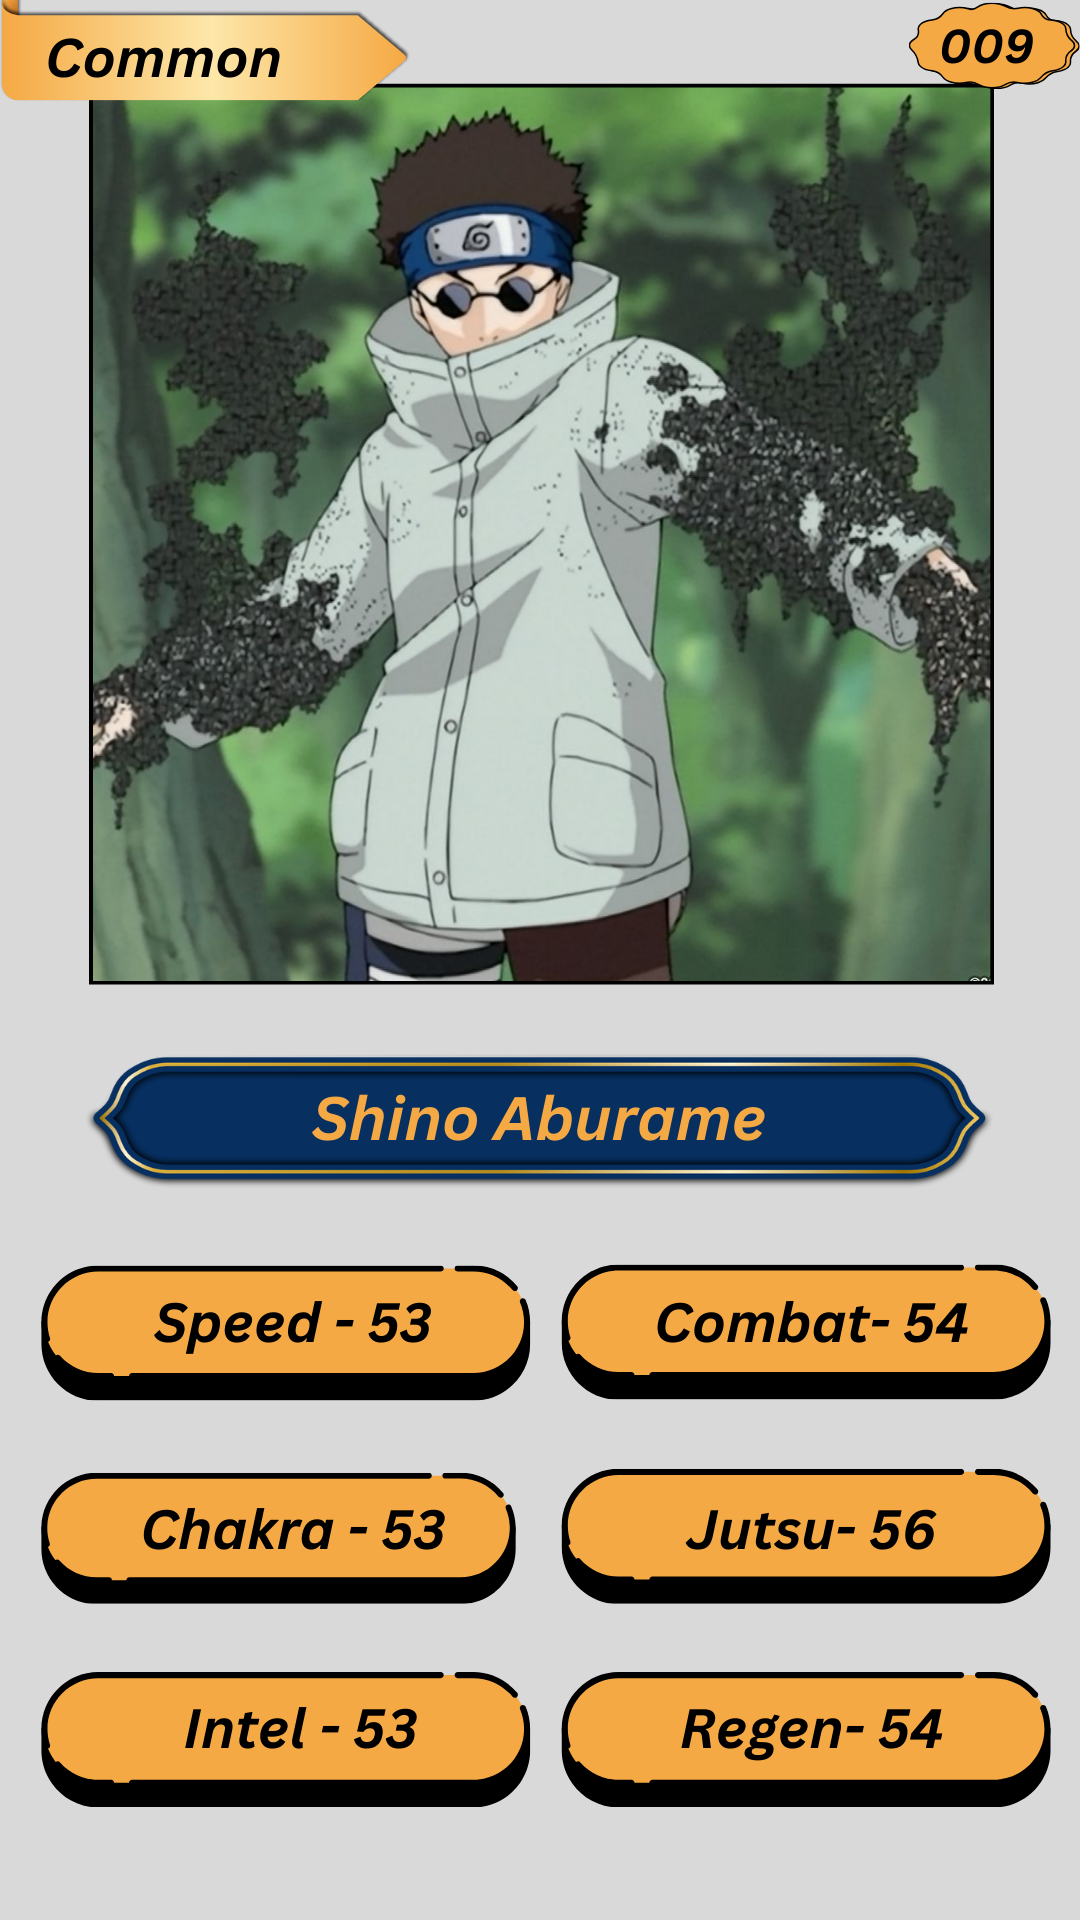 Common
009
Shino Aburame
Speed - 53
Combat- 54
Chakra - 53
Jutsu- 56
Intel - 53
Regen- 54